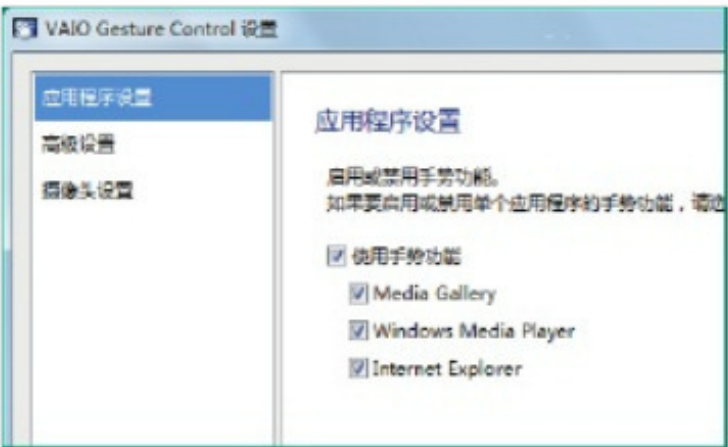 VAIO Gesture Control 设置
应用程序设置
高级设置
摄像头设置
应用程序设置
启用或禁用手势功能。
如果要启用或禁用单个应用程序的手势功能，请选
使用手势功能
Media Gallery
Windows Media Player
Internet Explorer